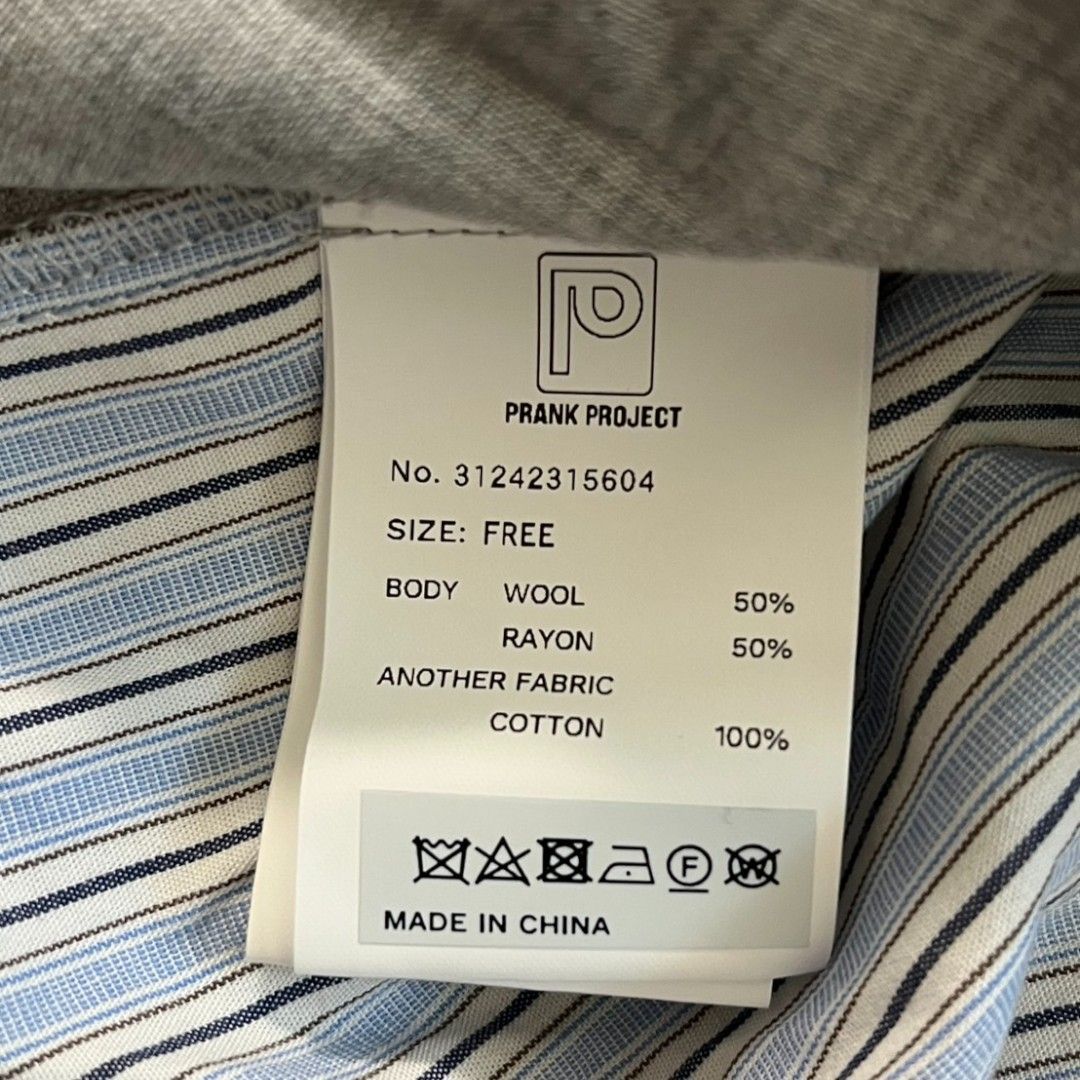 PRANK PROJECT
No. 31242315604
SIZE: FREE
BODY WOOL 50%
RAYON 50%
ANOTHER FABRIC
COTTON 100%
F W
MADE IN CHINA